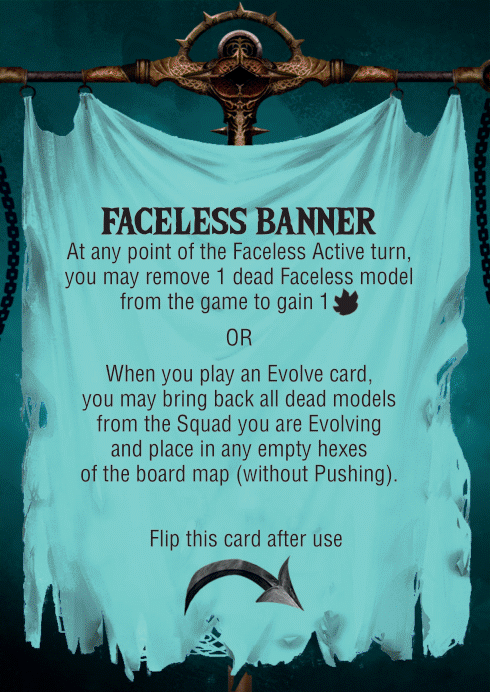 FACELESS BANNER
At any point of the Faceless Active turn,
you may remove 1 dead Faceless model
from the game to gain 1
OR
When you play an Evolve card,
you may bring back all dead models
from the Squad you are Evolving
and place in any empty hexes
of the board map (without Pushing).
Flip this card after use